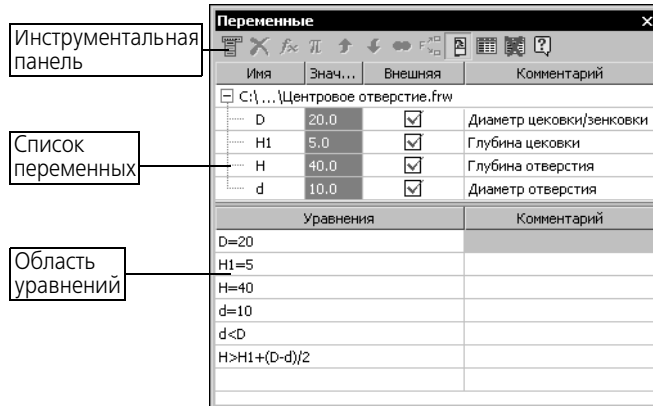 Переменные
Инструментальная
панель
Имя Знач... Внешняя Комментарий
C:\ ...\Центровое отверстие.frw
D 20.0 Диаметр цековки/зенковки
H1 5.0 Глубина цековки
Список
переменных
H 40.0 Глубина отверстия
d 10.0 Диаметр отверстия
Уравнения Комментарий
D=20
Область
уравнений
H1=5
H=40
d=10
d<D
H>H1+(D-d)/2